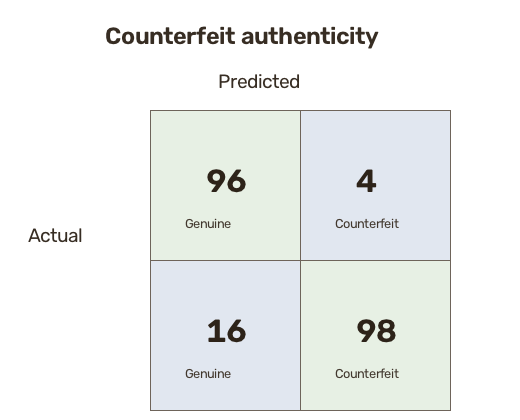 Counterfeit authenticity
Predicted
96
4
Genuine
Counterfeit
Actual
16
98
Genuine
Counterfeit